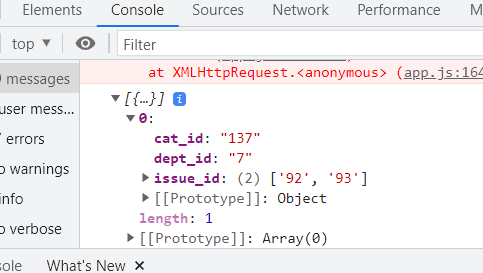 Elements Console Sources Network Performance
top ▼ Filter
messages
at XMLHttpRequest.<anonymous> (app.js:164
user mess...
▼ [{…}] i
▼ 0:
errors
cat_id: "137"
dept_id: "7"
warnings
▶ issue_id: (2) ['92', '93']
info
▶ [[Prototype]]: Object
verbose
length: 1
▶ [[Prototype]]: Array(0)
What's New ×